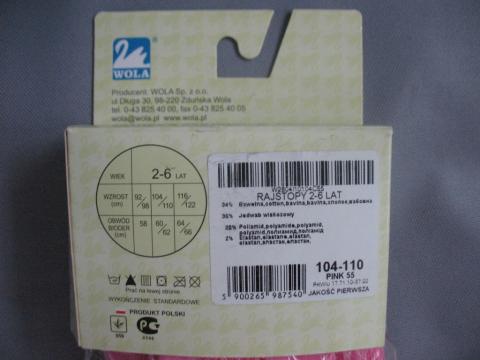 WOLA
Producent: WOLA Sp. z o.o.
ul Długa 30, 98-220 Zduńska Wola
tel. 0-43 825 40 00, fax 0-43 825 40 05
wola@wola.pl www.wola.pl
WIEK 2-6 LAT
WZROST (cm) 92/98 104/110 116/122
OBWÓD BIODER (cm) 58 60/62 64/66
Prać na lewej stronie
WYKOŃCZENIE STANDARDOWE
PRODUKT POLSKI
RAJSTOPY 2-6 LAT
Bawełna,cotton,bavlna,bavlna,
Jedwab wiskozowy
Poliamid,polyamide,polyamid,
polyamid,
2% Elastan,elastane,elastan,
elastan,
104-110
PINK 55
JAKOŚĆ PIERWSZA
5 900265 987540